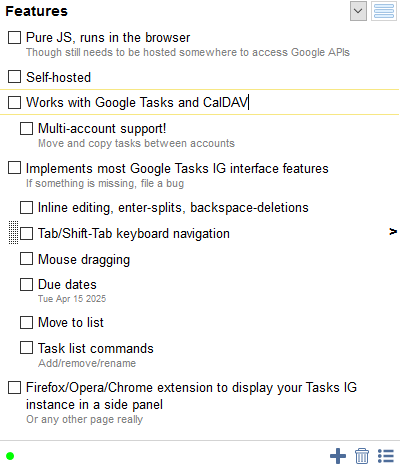 Features
Pure JS, runs in the browser
Though still needs to be hosted somewhere to access Google APIs
Self-hosted
Works with Google Tasks and CalDAV
Multi-account support!
Move and copy tasks between accounts
Implements most Google Tasks IG interface features
If something is missing, file a bug
Inline editing, enter-splits, backspace-deletions
Tab/Shift-Tab keyboard navigation
Mouse dragging
Due dates
Tue Apr 15 2025
Move to list
Task list commands
Add/remove/rename
Firefox/Opera/Chrome extension to display your Tasks IG
instance in a side panel
Or any other page really